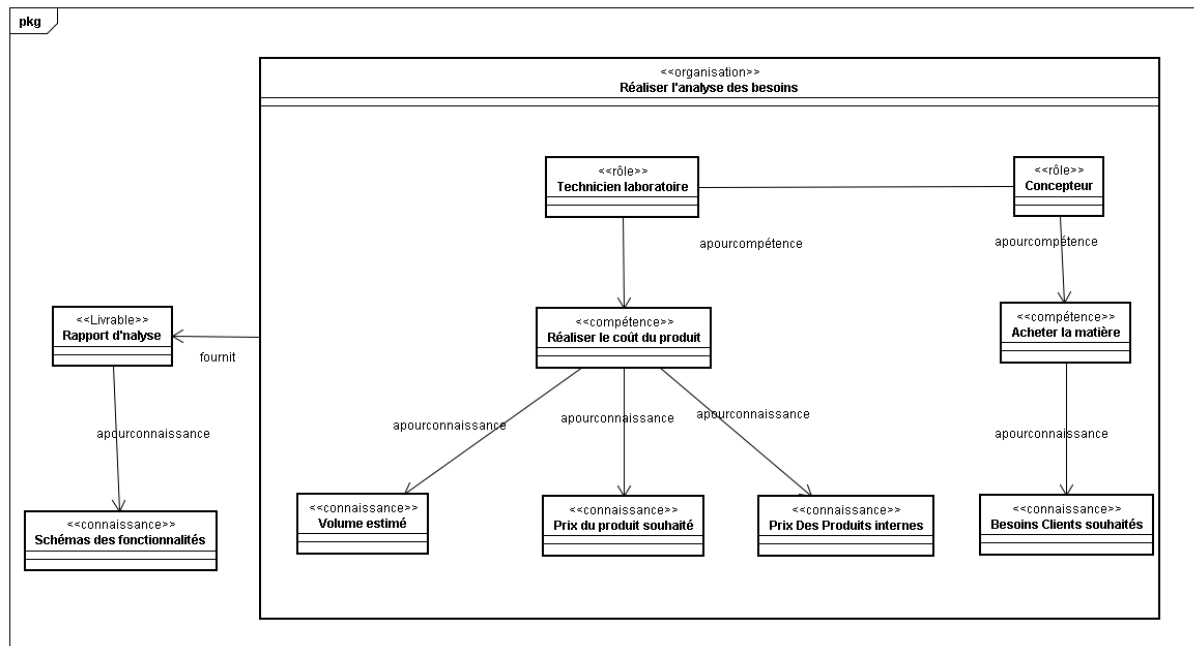 pkg
<<organisation>>
Réaliser l'analyse des besoins
<<rôle>>
Technicien laboratoire
<<rôle>>
Concepteur
apourcompétence
apourcompétence
<<Livrable>>
Rapport d'nalyse
<<compétence>>
Réaliser le coût du produit
<<compétence>>
Acheter la matière
fournit
apourconnaissance
apourconnaissance
apourconnaissance
apourconnaissance
apourconnaissance
<<connaissance>>
Schémas des fonctionnalités
<<connaissance>>
Volume estimé
<<connaissance>>
Prix du produit souhaité
<<connaissance>>
Prix Des Produits internes
<<connaissance>>
Besoins Clients souhaités